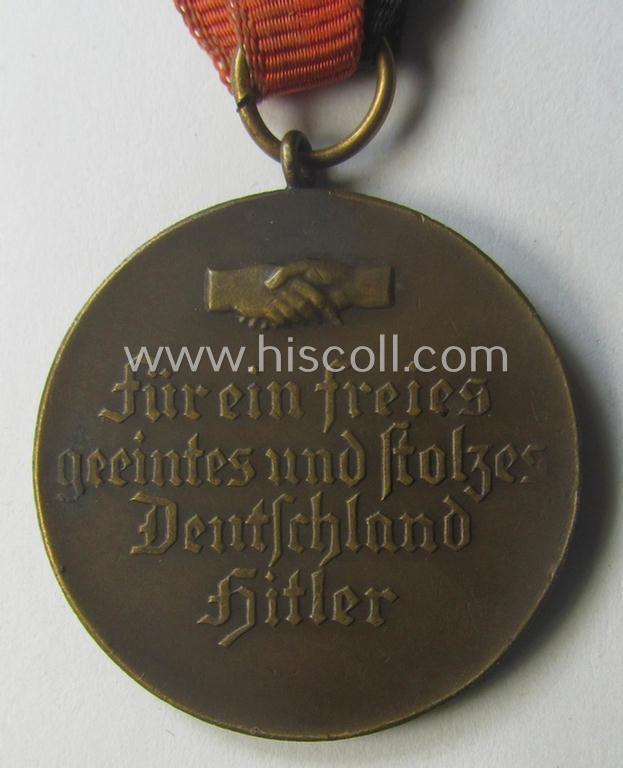 www.hiscoll.com
Für ein freies
geeintes und stolzes
Deutschland
Hitler